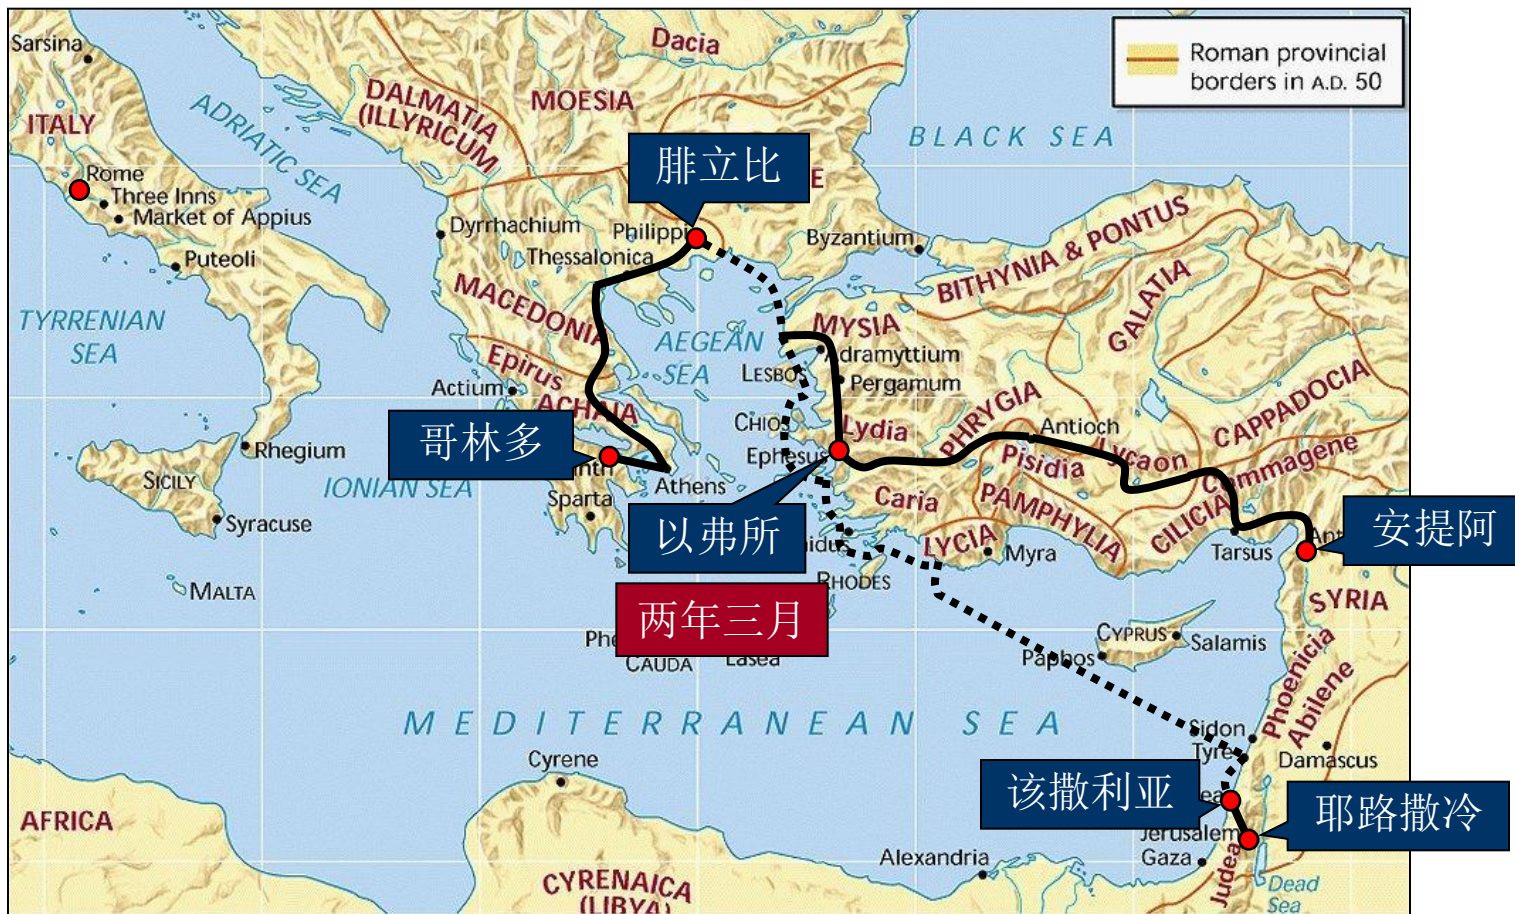 Sarsina
Dacia
Roman provincial
borders in A.D. 50
ITALY
ADRIATIC SEA
DALMATIA
(ILLYRICUM)
MOESIA
BLACK SEA
腓立比
Rome
Three Inns
Market of Appius
Puteoli
Dyrrhachium
Philippi
Thessalonica
Byzantium
BITHYNIA & PONTUS
GALATIA
MACEDONIA
TYRRENIAN
SEA
AEGEAN
SEA
MYSIA
Adramyttium
Pergamum
LESBOS
Epirus
Actium
ACHAIA
CAPPADOCIA
PHRYGIA
Antioch
哥林多
CHIOS
Lydia
Ephesus
Rhegium
Pisidia
Lycaon
Commagene
SICILY
IONIAN SEA
Sparta
Athens
Caria
PAMPHYLIA
CILICIA
Syracuse
以弗所
LYCIA
Myra
Tarsus
安提阿
MALTA
RHODES
两年三月
SYRIA
CYPRUS
Salamis
Paphos
CAUDA
Lasea
Phoenicia
Abilene
MEDITERRANEAN SEA
Sidon
Tyre
Damascus
Cyrene
该撒利亚
耶路撒冷
AFRICA
Jerusalem
Gaza
Judea
Alexandria
Dead
Sea
CYRENAICA
(LIBYA)